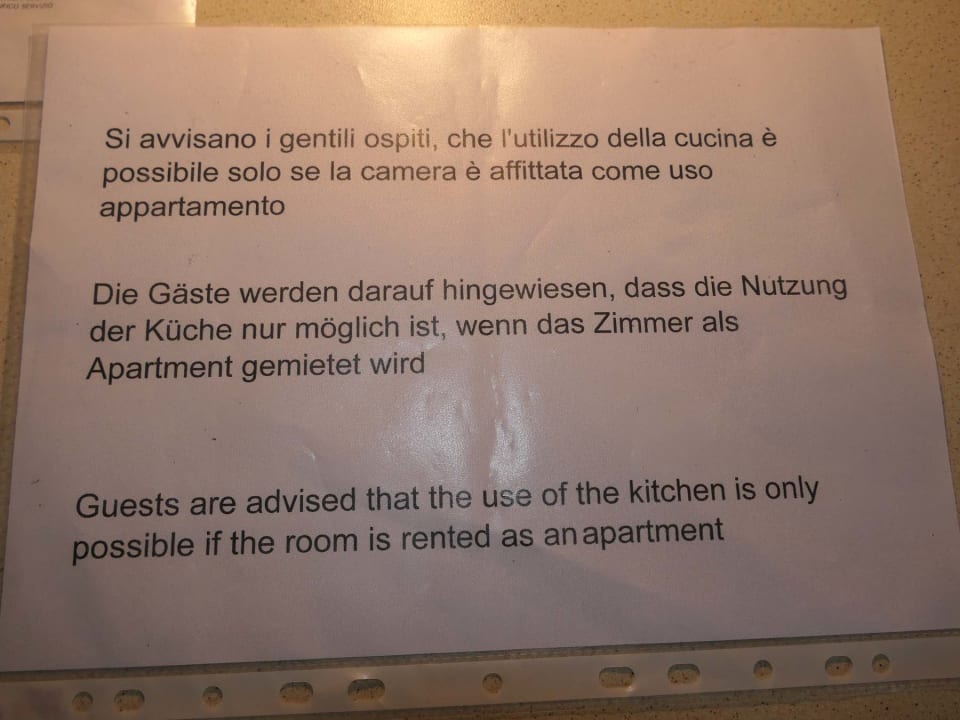 Si avvisano i gentili ospiti, che l'utilizzo della cucina è
possibile solo se la camera è affittata come uso
appartamento
Die Gäste werden darauf hingewiesen, dass die Nutzung
der Küche nur möglich ist, wenn das Zimmer als
Apartment gemietet wird
Guests are advised that the use of the kitchen is only
possible if the room is rented as an apartment